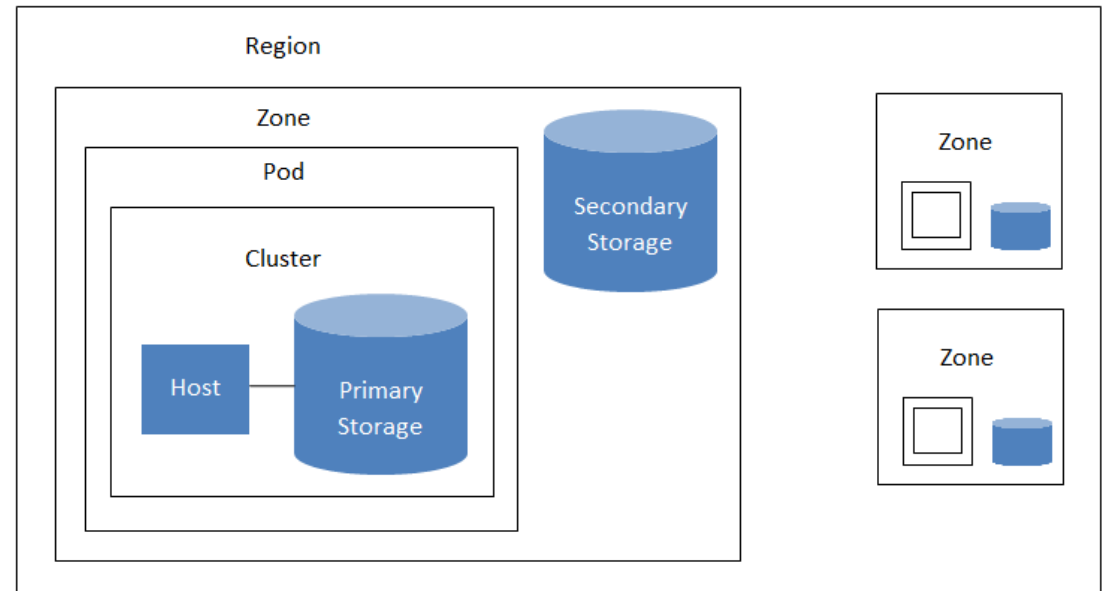 Region
Zone
Pod
Cluster
Host
Primary
Storage
Secondary
Storage
Zone
Zone